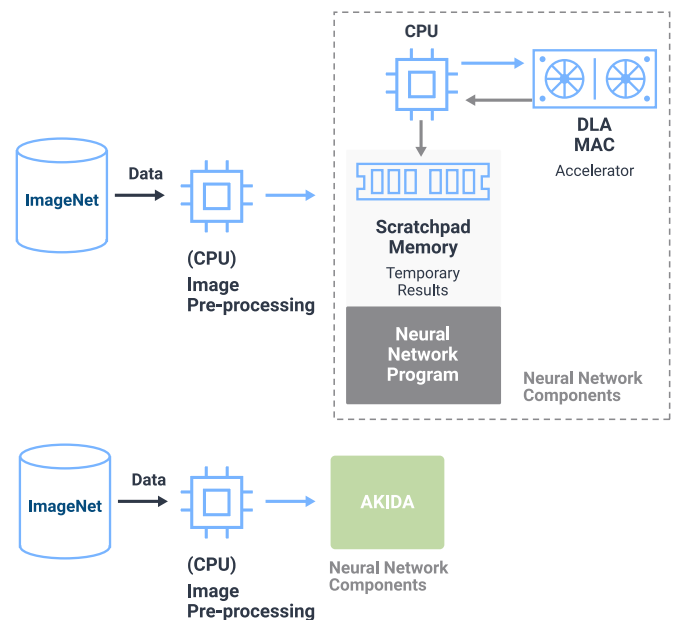 CPU
DLA
MAC
Accelerator
ImageNet
Data
(CPU)
Image
Pre-processing
Scratchpad
Memory
Temporary
Results
Neural
Network
Program
Neural Network
Components
ImageNet
Data
(CPU)
Image
Pre-processing
AKIDA
Neural Network
Components